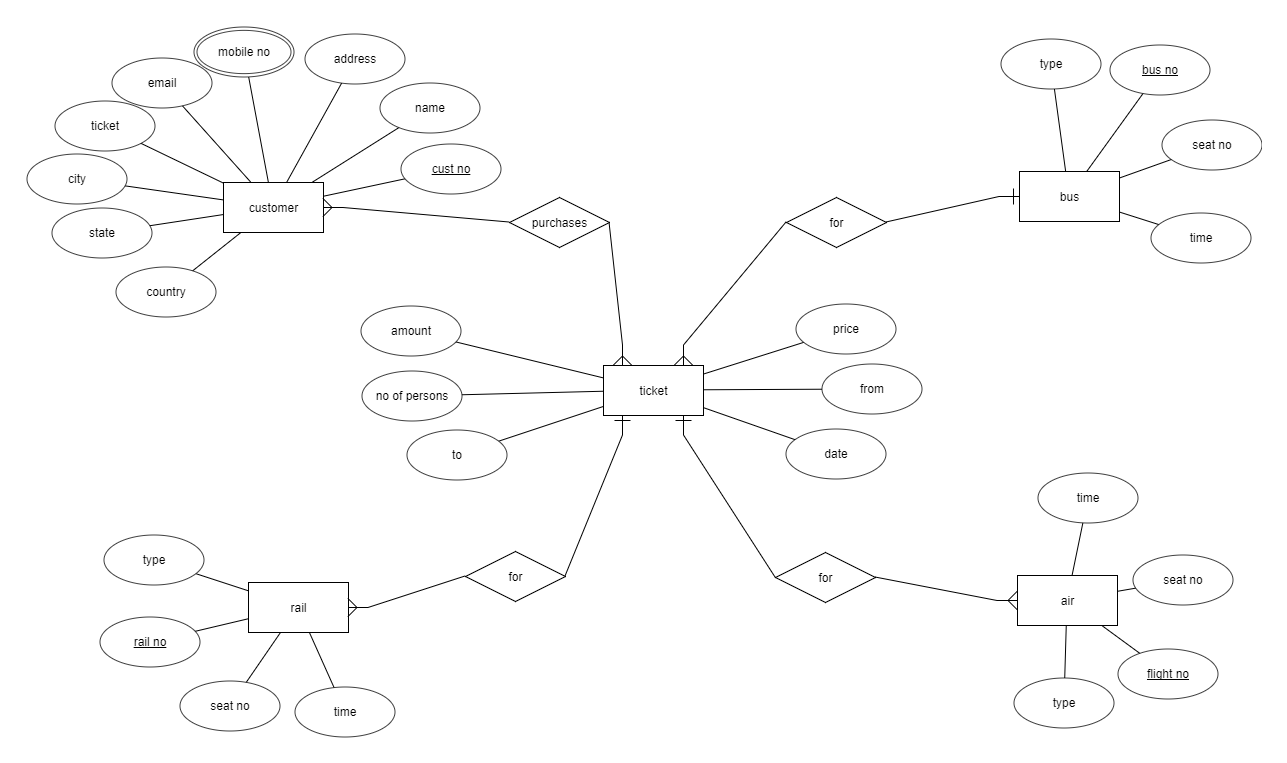 mobile no
address
email
name
ticket
cust no
city
customer
state
country
purchases
for
type
bus no
seat no
bus
time
amount
no of persons
to
ticket
price
from
date
type
rail
rail no
seat no
time
for
for
time
seat no
air
flight no
type